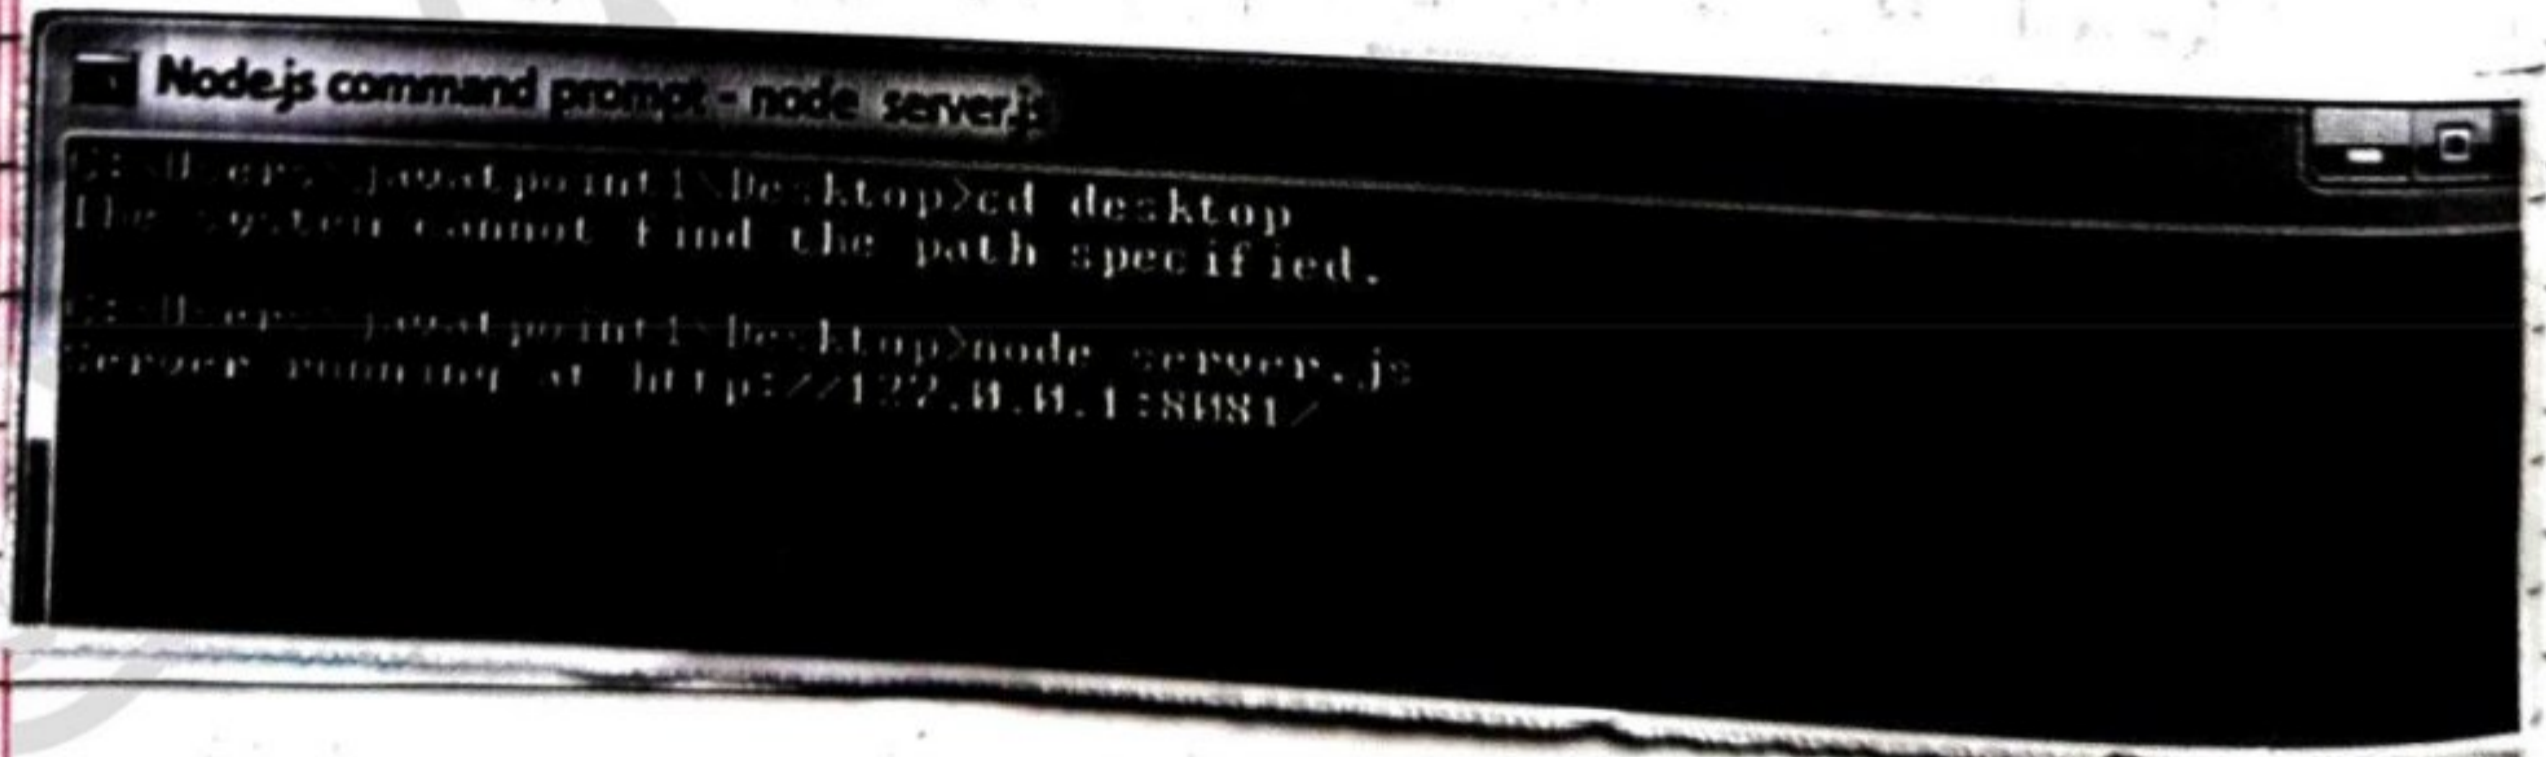 Node.js command prompt - node server.js
C:\Users\javatpoint1\Desktop>cd desktop
The system cannot find the path specified.
C:\Users\javatpoint1\Desktop>node server.js
Server running at http://127.0.0.1:8081/